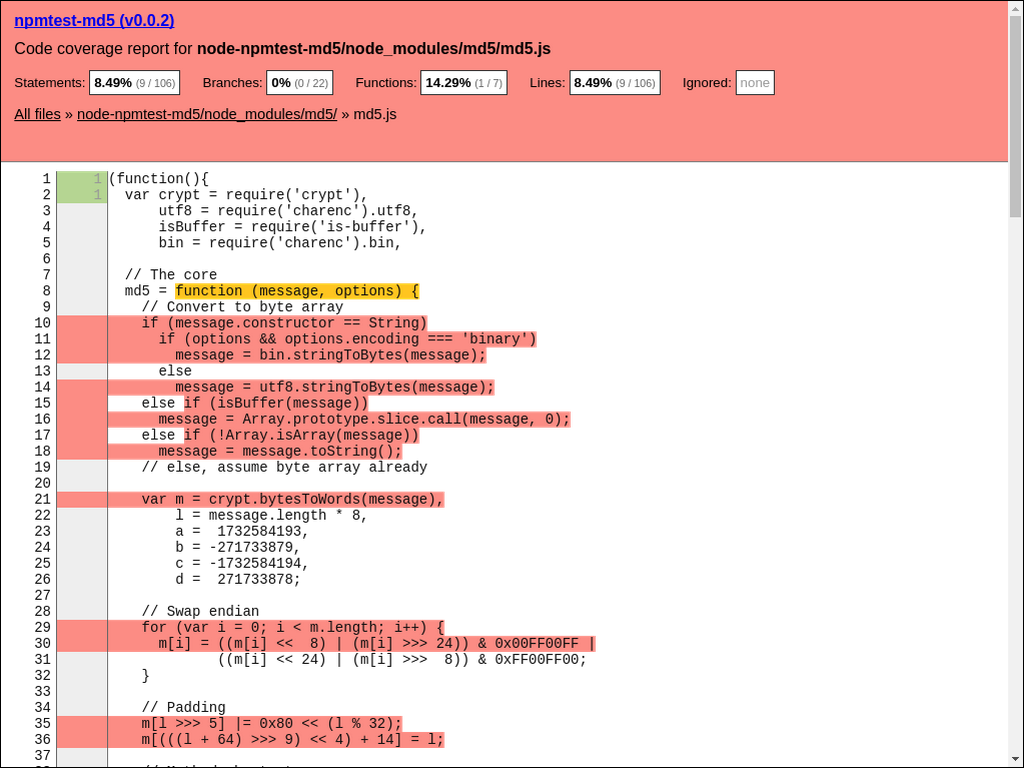 npmtest-md5 (v0.0.2)
Code coverage report for node-npmtest-md5/node_modules/md5/md5.js
Statements: 8.49% (9 / 106) Branches: 0% (0 / 22) Functions: 14.29% (1 / 7) Lines: 8.49% (9 / 106) Ignored: none
All files » node-npmtest-md5/node_modules/md5/ » md5.js
1 1 (function(){
2 1 var crypt = require('crypt'),
3 utf8 = require('charenc').utf8,
4 isBuffer = require('is-buffer'),
5 bin = require('charenc').bin,
6
7 // The core
8 md5 = function (message, options) {
9 // Convert to byte array
10 if (message.constructor == String)
11 if (options && options.encoding === 'binary')
12 message = bin.stringToBytes(message);
13 else
14 message = utf8.stringToBytes(message);
15 else if (isBuffer(message))
16 message = Array.prototype.slice.call(message, 0);
17 else if (!Array.isArray(message))
18 message = message.toString();
19 // else, assume byte array already
20
21 var m = crypt.bytesToWords(message),
22 l = message.length * 8,
23 a =  1732584193,
24 b = -271733879,
25 c = -1732584194,
26 d =  271733878;
27
28 // Swap endian
29 for (var i = 0; i < m.length; i++) {
30 m[i] = ((m[i] <<  8) | (m[i] >>> 24)) & 0x00FF00FF |
31 ((m[i] << 24) | (m[i] >>>  8)) & 0xFF00FF00;
32 }
33
34 // Padding
35 m[l >>> 5] |= 0x80 << (l % 32);
36 m[(((l + 64) >>> 9) << 4) + 14] = l;
37